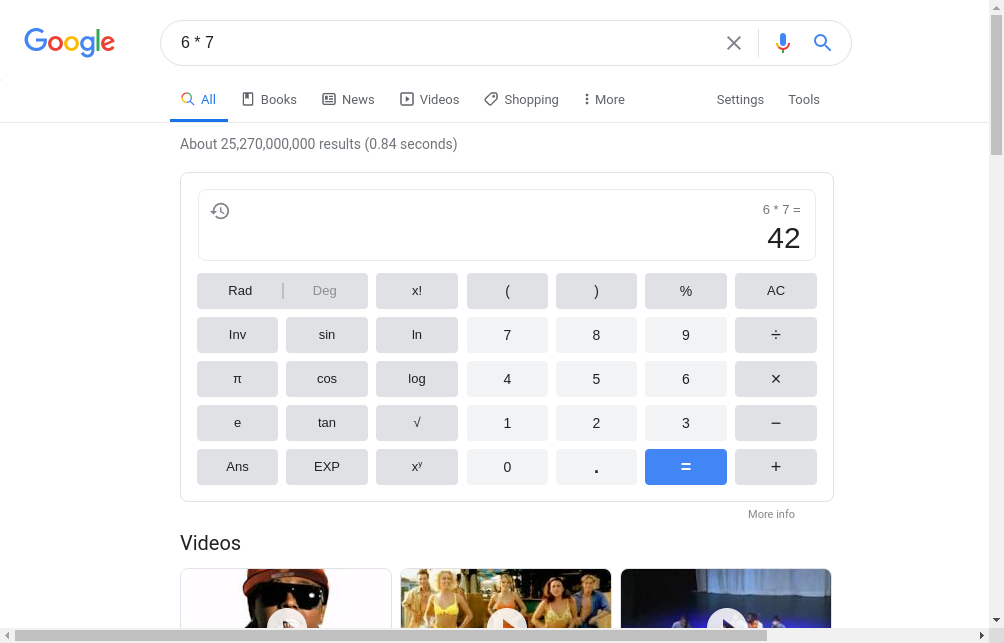 Google
6 * 7
All Books News Videos Shopping More Settings Tools
About 25,270,000,000 results (0.84 seconds)
6 * 7 =
42
Rad Deg x! ( ) % AC
Inv sin ln 7 8 9 ÷
π cos log 4 5 6 ×
e tan √ 1 2 3 −
Ans EXP xʸ 0 . = +
More info
Videos